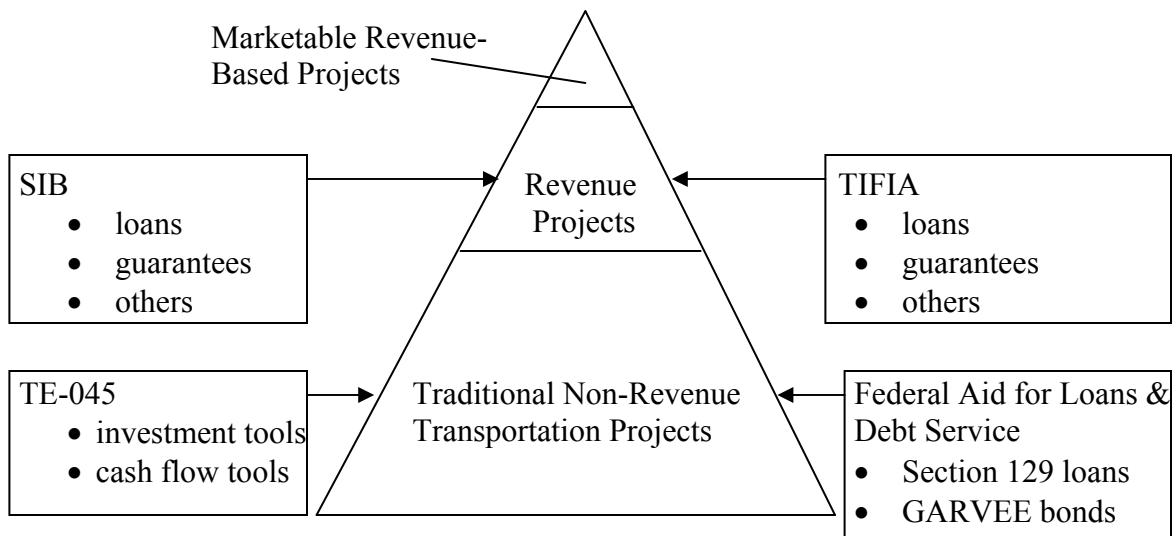 Marketable Revenue-
Based Projects
SIB
• loans
• guarantees
• others
Revenue
Projects
TIFIA
• loans
• guarantees
• others
TE-045
• investment tools
• cash flow tools
Traditional Non-Revenue
Transportation Projects
Federal Aid for Loans &
Debt Service
• Section 129 loans
• GARVEE bonds